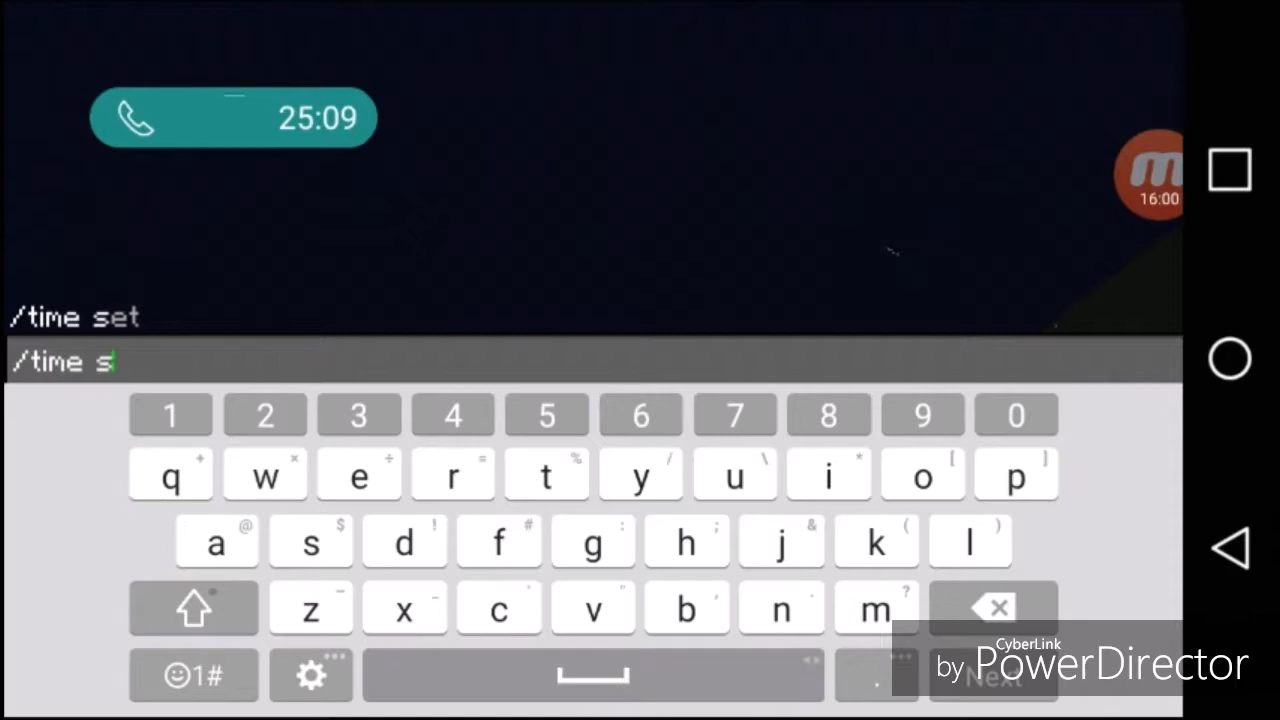 25:09
m
16:00
/time set
/time s
1 2 3 4 5 6 7 8 9 0
q + w × e ÷ r = t % y / u \ i * o [ p ]
a @ s $ d ! f # g : h ; j & k ( l )
z x c v " b n m ?
CyberLink
by PowerDirector
1# . Next